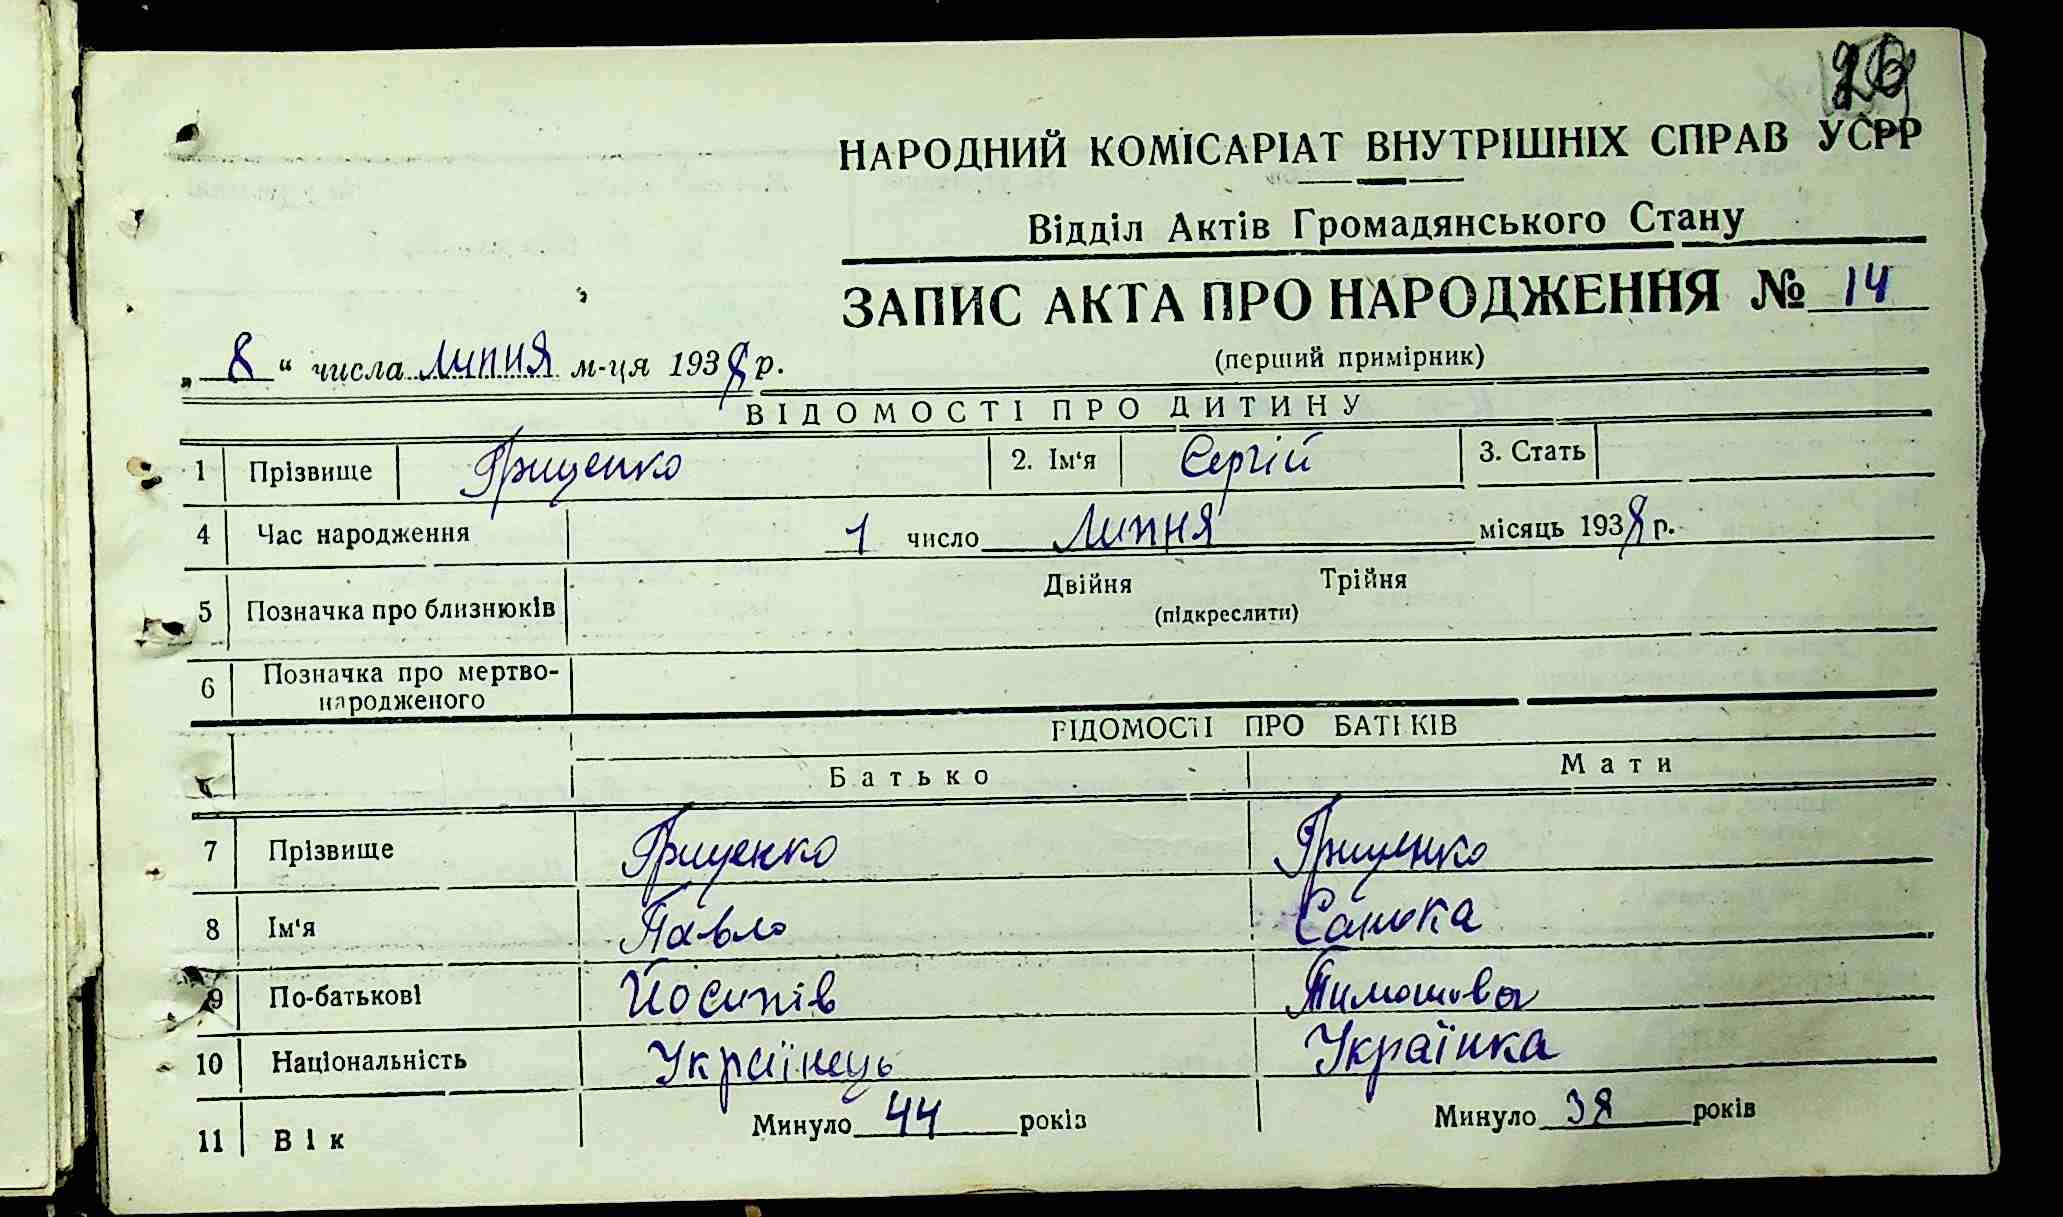 26
НАРОДНИЙ КОМІСАРІАТ ВНУТРІШНІХ СПРАВ УСРР
Відділ Актів Громадянського Стану
ЗАПИС АКТА ПРО НАРОДЖЕННЯ № 14
(перший примірник)
„ 8 “ числа Липня м-ця 1938 р.
ВІДОМОСТІ ПРО ДИТИНУ
1 Прізвище Грищенко 2. Ім‘я Сергій 3. Стать
4 Час народження 1 число Липня місяць 1938 р.
5 Позначка про близнюків Двійня Трійня
(підкреслити)
6 Позначка про мертво-
народженого
ВІДОМОСТІ ПРО БАТЬКІВ
Батько Мати
7 Прізвище Грищенко Грищенко
8 Ім‘я Павло
9 По-батькові Йосипів Тимошова
10 Національність Українець Українка
11 Вік Минуло 44 років Минуло 38 років